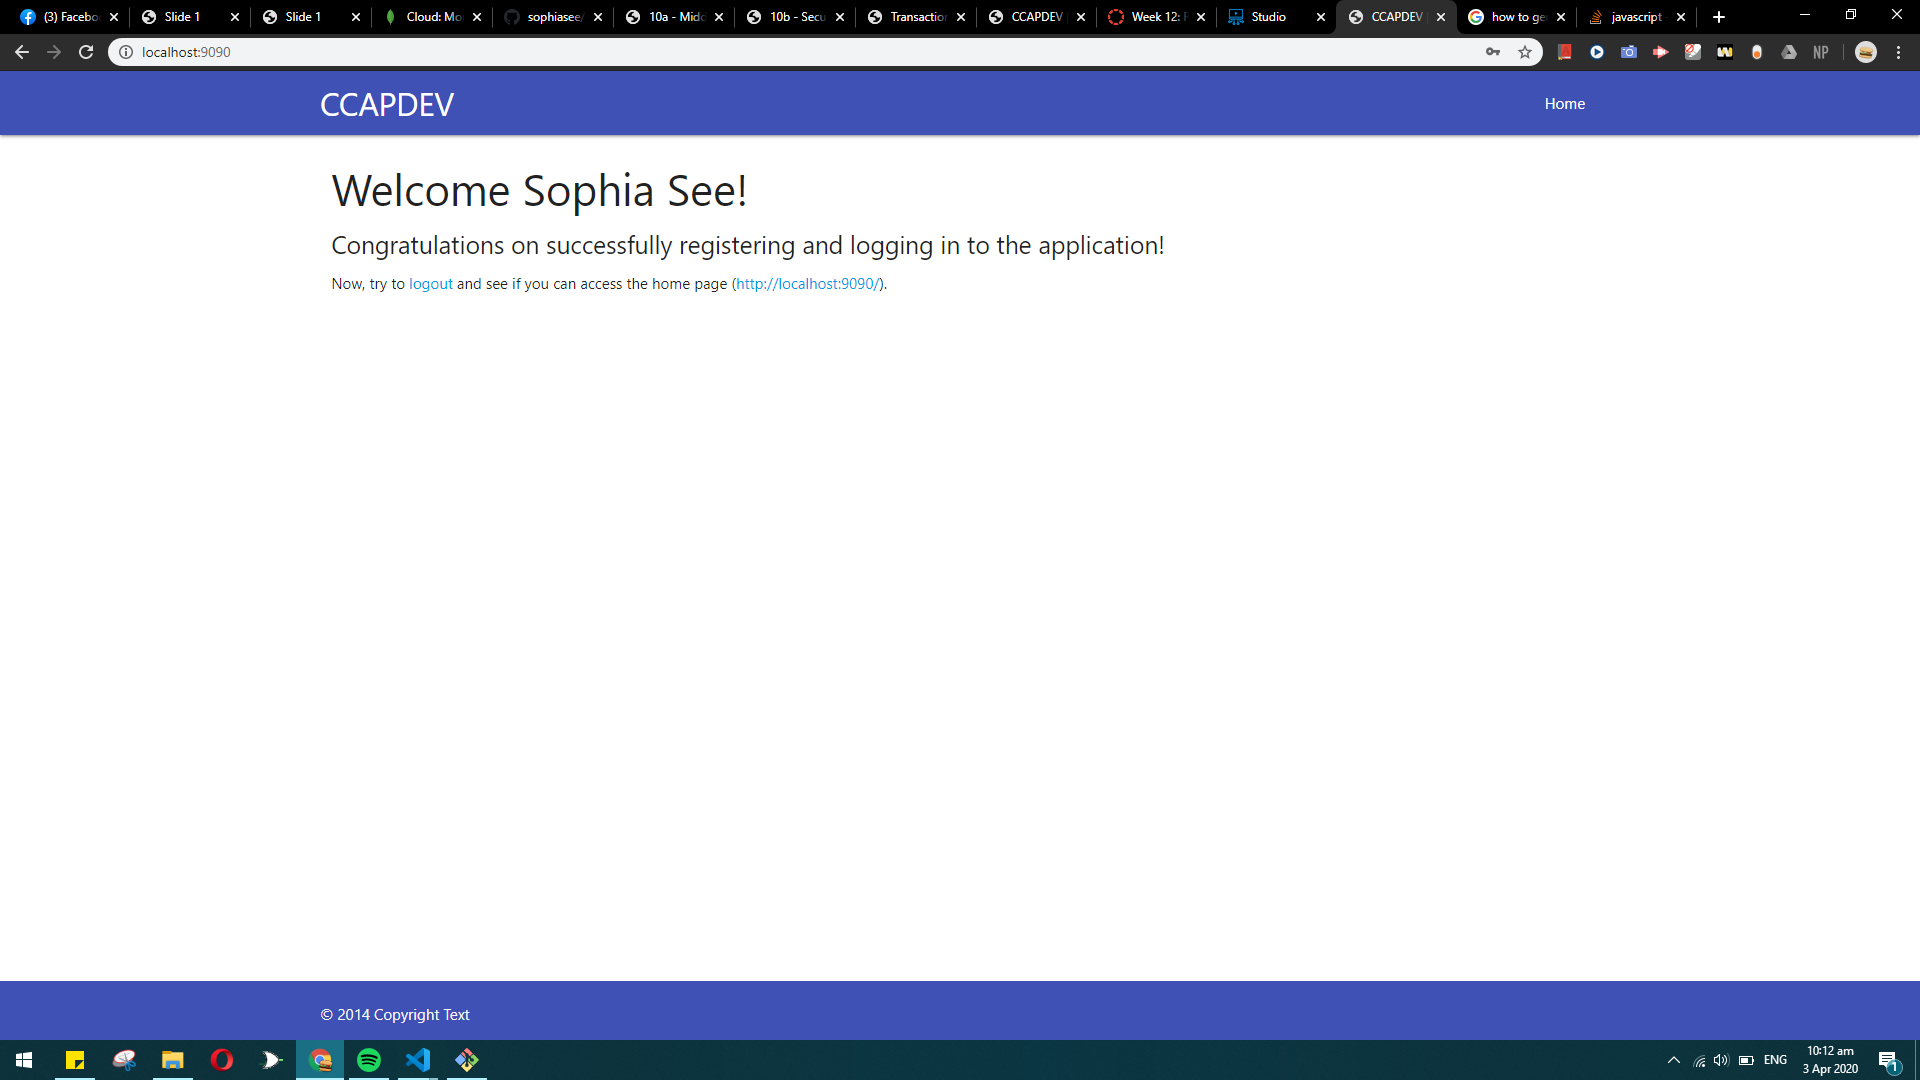 (3) Facebo
Slide 1
Slide 1
Cloud: Mo
sophiasee/
10a - Midd
10b - Secu
Transaction
CCAPDEV
Week 12: F
Studio
CCAPDEV
how to ge
javascript
localhost:9090
NP
CCAPDEV
Home
Welcome Sophia See!
Congratulations on successfully registering and logging in to the application!
Now, try to logout and see if you can access the home page (http://localhost:9090/).
© 2014 Copyright Text
ENG
10:12 am
3 Apr 2020
1